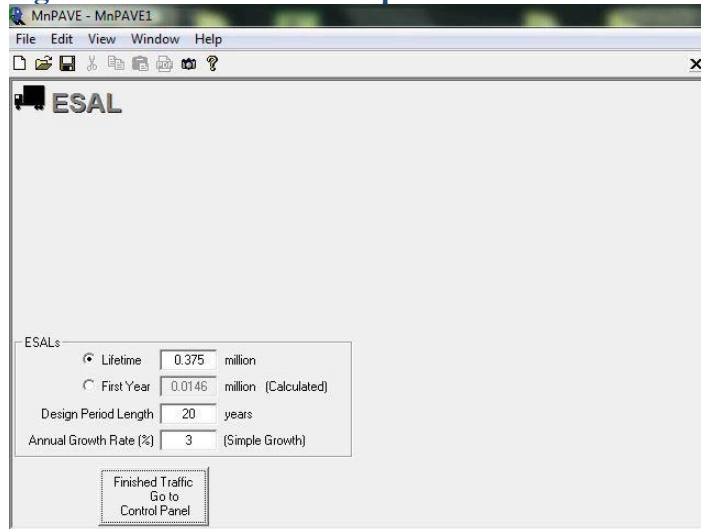 MnPAVE - MnPAVE1
File Edit View Window Help
ESAL
ESALs
Lifetime 0.375 million
First Year 0.0146 million (Calculated)
Design Period Length 20 years
Annual Growth Rate (%) 3 (Simple Growth)
Finished Traffic
Go to
Control Panel